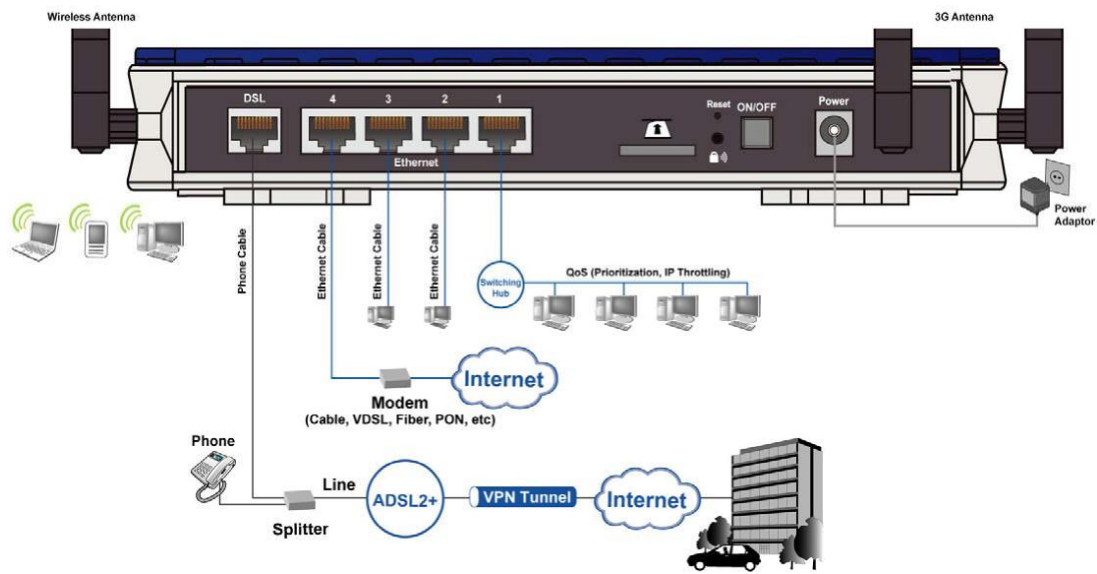 Wireless Antenna
3G Antenna
DSL
4
3
2
1
Ethernet
Reset
ON/OFF
Power
Power
Adaptor
Phone Cable
Ethernet Cable
Ethernet Cable
Ethernet Cable
Switching
Hub
QoS (Prioritization, IP Throttling)
Internet
Modem
(Cable, VDSL, Fiber, PON, etc)
Phone
Line
Splitter
ADSL2+
VPN Tunnel
Internet